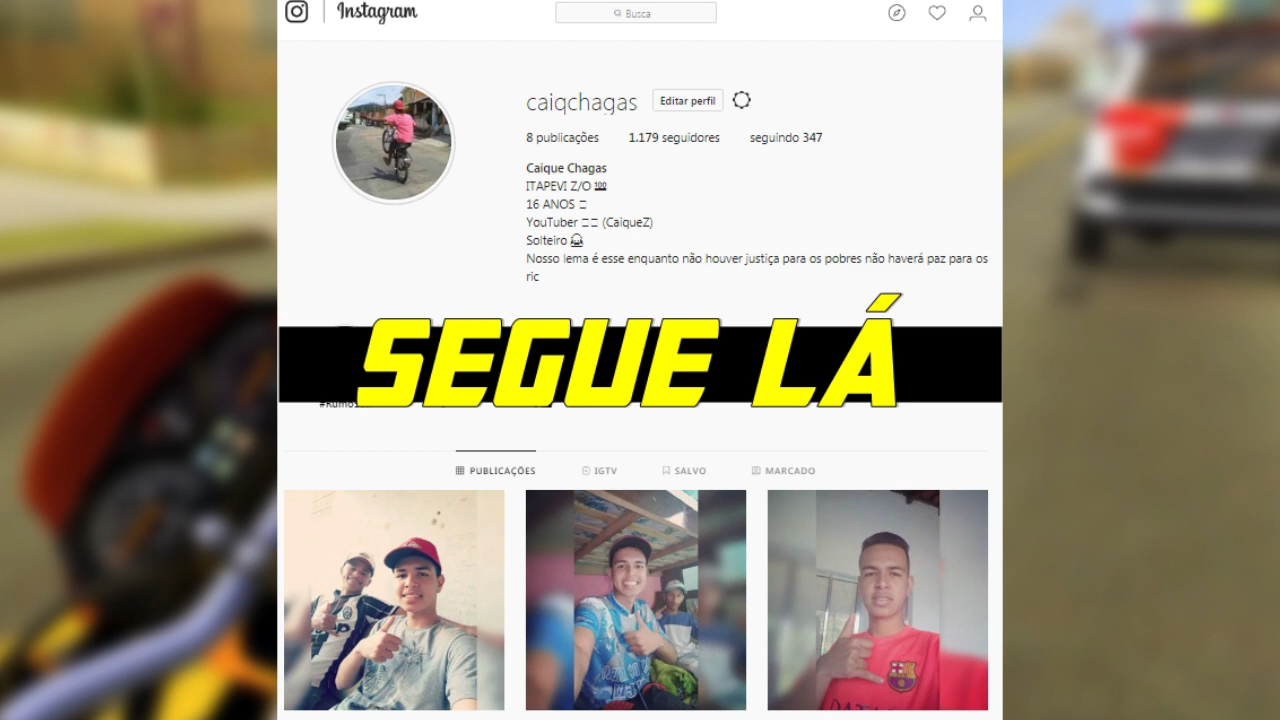 Instagram
Busca
caiqchagas Editar perfil
8 publicações 1.179 seguidores seguindo 347
Caique Chagas
ITAPEVI Z/O 💯
16 ANOS
YouTuber (CaiqueZ)
Solteiro
Nosso lema é esse enquanto não houver justiça para os pobres não haverá paz para os
ric
SEGUE LÁ
PUBLICAÇÕES IGTV SALVO MARCADO